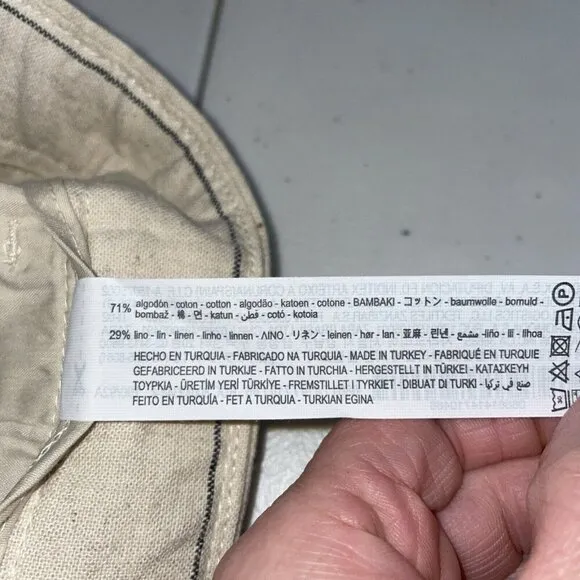 71% algodón - coton - cotton - algodão - katoen - cotone - BAMBAKI - コットン - baumwolle - bomuld -
bombaž - 棉 - 면 - katun - قطن - cotó - kotoia
29% lino - lin - linen - linho - linnen - ΛΙΝΟ - リネン - leinen - hør - lan - 亚麻 - 린넨 - مشمع - liño - lli - lihoa
HECHO EN TURQUIA - FABRICADO NA TURQUIA - MADE IN TURKEY - FABRIQUÉ EN TURQUIE
GEFABRICEERD IN TURKIJE - FATTO IN TURCHIA - HERGESTELLT IN TÜRKEI - ΚΑΤΑΣΚΕΥΗ
ΤΟΥΡΚΙΑ - ÜRETİM YERİ TÜRKİYE - FREMSTILLET I TYRKIET - DIBUAT DI TURKI - صنع في تركيا -
FEITO EN TURQUÍA - FET A TURQUIA - TURKIAN EGINA
P